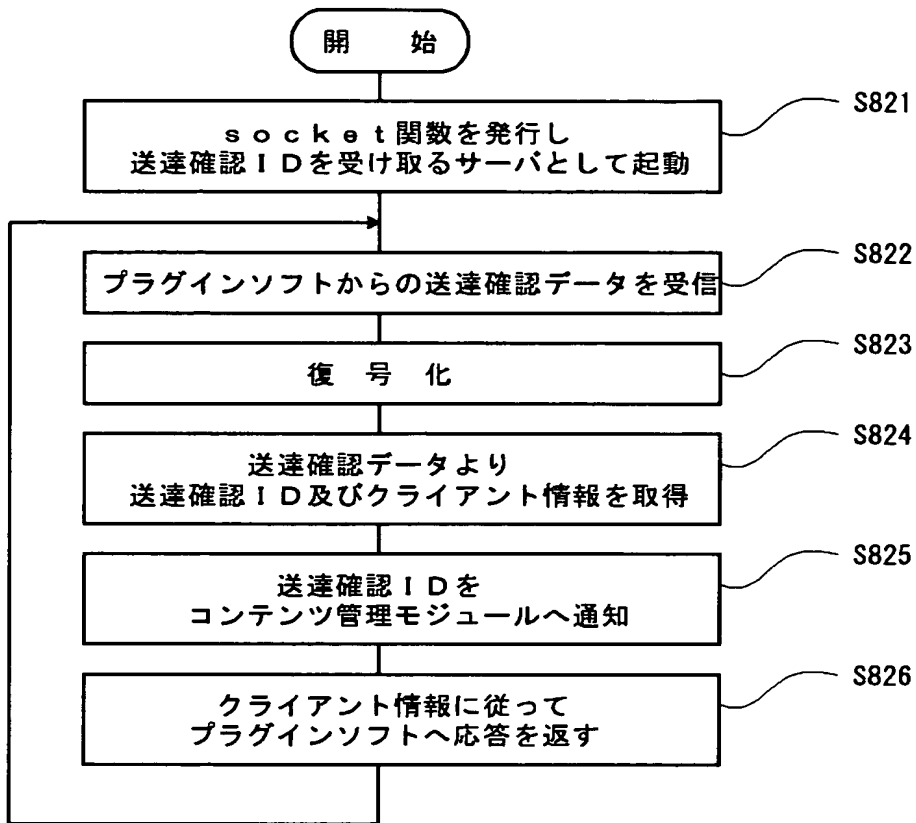 開 始
S821
socket関数を発行し
送達確認IDを受け取るサーバとして起動
S822
プラグインソフトからの送達確認データを受信
S823
復 号 化
S824
送達確認データより
送達確認ID及びクライアント情報を取得
S825
送達確認IDを
コンテンツ管理モジュールへ通知
S826
クライアント情報に従って
プラグインソフトへ応答を返す